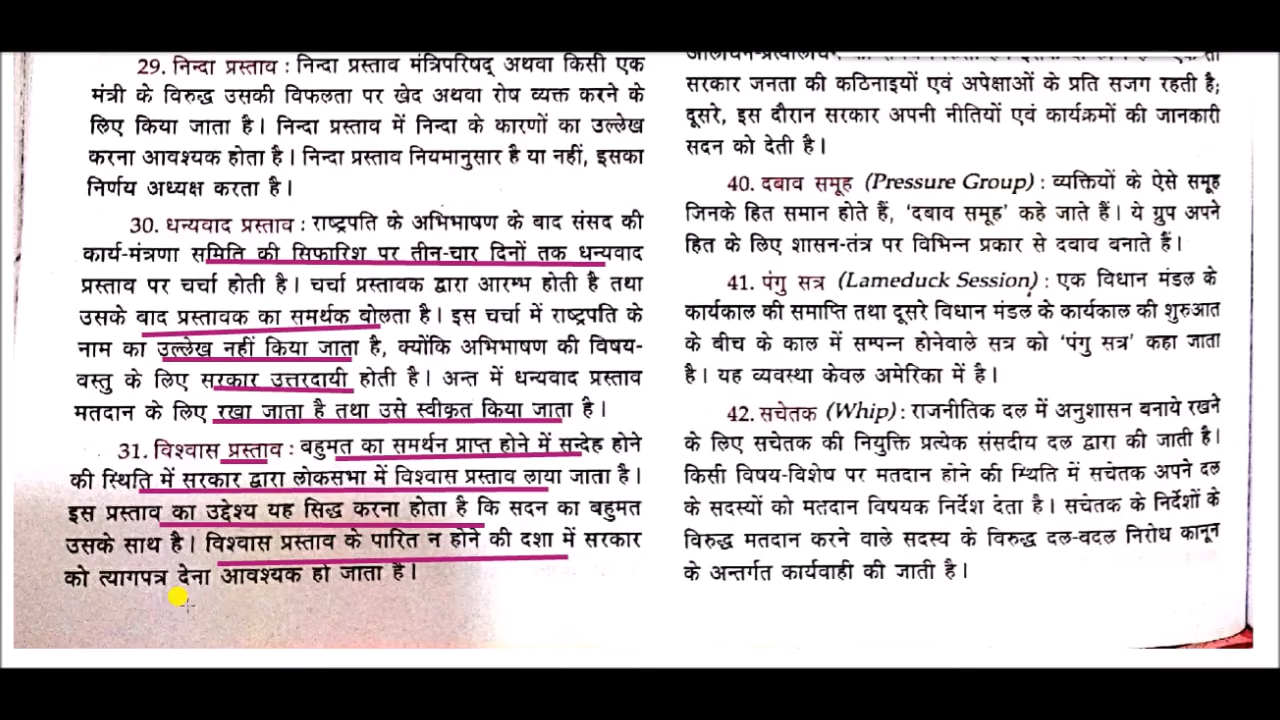 29. निन्दा प्रस्ताव : निन्दा प्रस्ताव मंत्रिपरिषद् अथवा किसी एक
मंत्री के विरुद्ध उसकी विफलता पर खेद अथवा रोष व्यक्त करने के
लिए किया जाता है। निन्दा प्रस्ताव में निन्दा के कारणों का उल्लेख
करना आवश्यक होता है। निन्दा प्रस्ताव नियमानुसार है या नहीं, इसका
निर्णय अध्यक्ष करता है।
30. धन्यवाद प्रस्ताव : राष्ट्रपति के अभिभाषण के बाद संसद की
कार्य-मंत्रणा समिति की सिफारिश पर तीन-चार दिनों तक धन्यवाद
प्रस्ताव पर चर्चा होती है। चर्चा प्रस्तावक द्वारा आरम्भ होती है तथा
उसके बाद प्रस्तावक का समर्थक बोलता है। इस चर्चा में राष्ट्रपति के
नाम का उल्लेख नहीं किया जाता है, क्योंकि अभिभाषण की विषय-
वस्तु के लिए सरकार उत्तरदायी होती है। अन्त में धन्यवाद प्रस्ताव
मतदान के लिए रखा जाता है तथा उसे स्वीकृत किया जाता है।
31. विश्वास प्रस्ताव : बहुमत का समर्थन प्राप्त होने में सन्देह होने
की स्थिति में सरकार द्वारा लोकसभा में विश्वास प्रस्ताव लाया जाता है।
इस प्रस्ताव का उद्देश्य यह सिद्ध करना होता है कि सदन का बहुमत
उसके साथ है। विश्वास प्रस्ताव के पारित न होने की दशा में सरकार
को त्यागपत्र देना आवश्यक हो जाता है।
सरकार जनता की कठिनाइयों एवं अपेक्षाओं के प्रति सजग रहती है;
दूसरे, इस दौरान सरकार अपनी नीतियों एवं कार्यक्रमों की जानकारी
सदन को देती है।
40. दबाव समूह (Pressure Group) : व्यक्तियों के ऐसे समूह
जिनके हित समान होते हैं, ‘दबाव समूह’ कहे जाते हैं। ये ग्रुप अपने
हित के लिए शासन-तंत्र पर विभिन्न प्रकार से दबाव बनाते हैं।
41. पंगु सत्र (Lameduck Session) : एक विधान मंडल के
कार्यकाल की समाप्ति तथा दूसरे विधान मंडल के कार्यकाल की शुरुआत
के बीच के काल में सम्पन्न होनेवाले सत्र को ‘पंगु सत्र’ कहा जाता
है। यह व्यवस्था केवल अमेरिका में है।
42. सचेतक (Whip) : राजनीतिक दल में अनुशासन बनाये रखने
के लिए सचेतक की नियुक्ति प्रत्येक संसदीय दल द्वारा की जाती है।
किसी विषय-विशेष पर मतदान होने की स्थिति में सचेतक अपने दल
के सदस्यों को मतदान विषयक निर्देश देता है। सचेतक के निर्देशों के
विरुद्ध मतदान करने वाले सदस्य के विरुद्ध दल-बदल निरोध कानून
के अन्तर्गत कार्यवाही की जाती है।